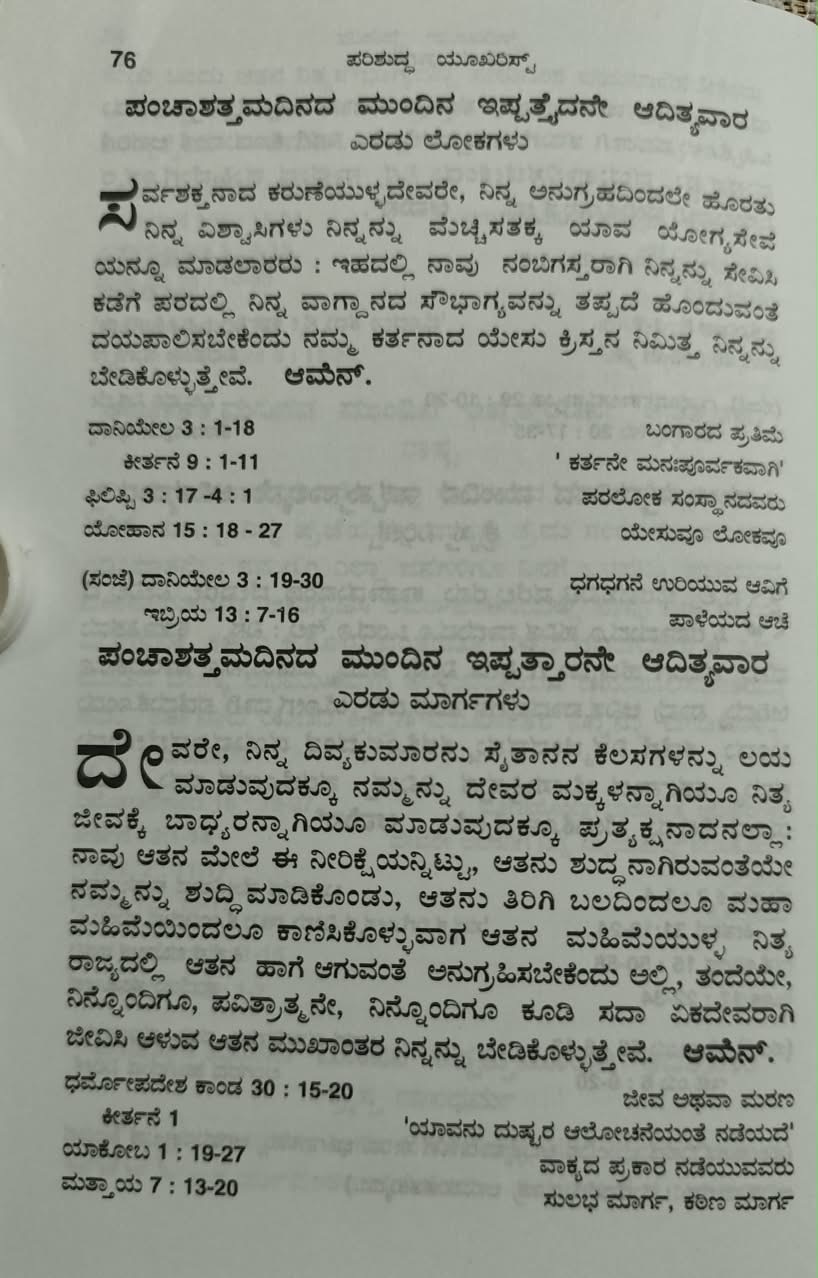 76 ಪರಿಶುದ್ಧ ಯೂಖರಿಸ್ಟ್
ಪಂಚಾಶತ್ತಮದಿನದ ಮುಂದಿನ ಇಪ್ಪತ್ತೈದನೇ ಆದಿತ್ಯವಾರ
ಎರಡು ಲೋಕಗಳು
ಸರ್ವಶಕ್ತನಾದ ಕರುಣೆಯುಳ್ಳದೇವರೇ, ನಿನ್ನ ಅನುಗ್ರಹದಿಂದಲೇ ಹೊರತು
ನಿನ್ನ ವಿಶ್ವಾಸಿಗಳು ನಿನ್ನನ್ನು ಮೆಚ್ಚಿಸತಕ್ಕ ಯಾವ ಯೋಗ್ಯಸೇವೆ
ಯನ್ನೂ ಮಾಡಲಾರರು : ಇಹದಲ್ಲಿ ನಾವು ನಂಬಿಗಸ್ತರಾಗಿ ನಿನ್ನನ್ನು ಸೇವಿಸಿ
ಕಡೆಗೆ ಪರದಲ್ಲಿ ನಿನ್ನ ವಾಗ್ದಾನದ ಸೌಭಾಗ್ಯವನ್ನು ತಪ್ಪದೆ ಹೊಂದುವಂತೆ
ದಯಪಾಲಿಸಬೇಕೆಂದು ನಮ್ಮ ಕರ್ತನಾದ ಯೇಸು ಕ್ರಿಸ್ತನ ನಿಮಿತ್ತ ನಿನ್ನನ್ನು
ಬೇಡಿಕೊಳ್ಳುತ್ತೇವೆ. ಆಮೆನ್.
ದಾನಿಯೇಲ 3 : 1-18 ಬಂಗಾರದ ಪ್ರತಿಮೆ
ಕೀರ್ತನೆ 9 : 1-11 ' ಕರ್ತನೇ ಮನಃಪೂರ್ವಕವಾಗಿ'
ಫಿಲಿಪ್ಪಿ 3 : 17 -4 : 1 ಪರಲೋಕ ಸಂಸ್ಥಾನದವರು
ಯೋಹಾನ 15 : 18 - 27 ಯೇಸುವೂ ಲೋಕವೂ
(ಸಂಜೆ) ದಾನಿಯೇಲ 3 : 19-30 ಧಗಧಗನೆ ಉರಿಯುವ ಆವಿಗೆ
ಇಬ್ರಿಯ 13 : 7-16 ಪಾಳೆಯದ ಆಚೆ
ಪಂಚಾಶತ್ತಮದಿನದ ಮುಂದಿನ ಇಪ್ಪತ್ತಾರನೇ ಆದಿತ್ಯವಾರ
ಎರಡು ಮಾರ್ಗಗಳು
ದೇವರೇ, ನಿನ್ನ ದಿವ್ಯಕುಮಾರನು ಸೈತಾನನ ಕೆಲಸಗಳನ್ನು ಲಯ
ಮಾಡುವುದಕ್ಕೂ ನಮ್ಮನ್ನು ದೇವರ ಮಕ್ಕಳನ್ನಾಗಿಯೂ ನಿತ್ಯ
ಜೀವಕ್ಕೆ ಬಾಧ್ಯರನ್ನಾಗಿಯೂ ಮಾಡುವುದಕ್ಕೂ ಪ್ರತ್ಯಕ್ಷನಾದನಲ್ಲಾ :
ನಾವು ಆತನ ಮೇಲೆ ಈ ನೀರಿಕ್ಷೆಯನ್ನಿಟ್ಟು, ಆತನು ಶುದ್ಧನಾಗಿರುವಂತೆಯೇ
ನಮ್ಮನ್ನು ಶುದ್ಧಿಮಾಡಿಕೊಂಡು, ಆತನು ತಿರಿಗಿ ಬಲದಿಂದಲೂ ಮಹಾ
ಮಹಿಮೆಯಿಂದಲೂ ಕಾಣಿಸಿಕೊಳ್ಳುವಾಗ ಆತನ ಮಹಿಮೆಯುಳ್ಳ ನಿತ್ಯ
ರಾಜ್ಯದಲ್ಲಿ ಆತನ ಹಾಗೆ ಆಗುವಂತೆ ಅನುಗ್ರಹಿಸಬೇಕೆಂದು ಅಲ್ಲಿ, ತಂದೆಯೇ,
ನಿನ್ನೊಂದಿಗೂ, ಪವಿತ್ರಾತ್ಮನೇ, ನಿನ್ನೊಂದಿಗೂ ಕೂಡಿ ಸದಾ ಏಕದೇವರಾಗಿ
ಜೀವಿಸಿ ಆಳುವ ಆತನ ಮುಖಾಂತರ ನಿನ್ನನ್ನು ಬೇಡಿಕೊಳ್ಳುತ್ತೇವೆ. ಆಮೆನ್.
ಧರ್ಮೋಪದೇಶ ಕಾಂಡ 30 : 15-20 ಜೀವ ಅಥವಾ ಮರಣ
ಕೀರ್ತನೆ 1 'ಯಾವನು ದುಷ್ಟರ ಆಲೋಚನೆಯಂತೆ ನಡೆಯದೆ'
ಯಾಕೋಬ 1 : 19-27 ವಾಕ್ಯದ ಪ್ರಕಾರ ನಡೆಯುವವರು
ಮತ್ತಾಯ 7 : 13-20 ಸುಲಭ ಮಾರ್ಗ, ಕಠಿಣ ಮಾರ್ಗ